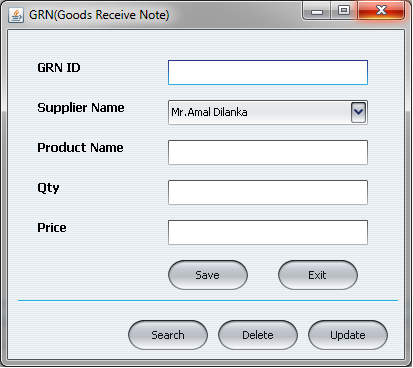 GRN(Goods Receive Note)
GRN ID
Supplier Name
Mr.Amal Dilanka
Product Name
Qty
Price
Save Exit
Search Delete Update